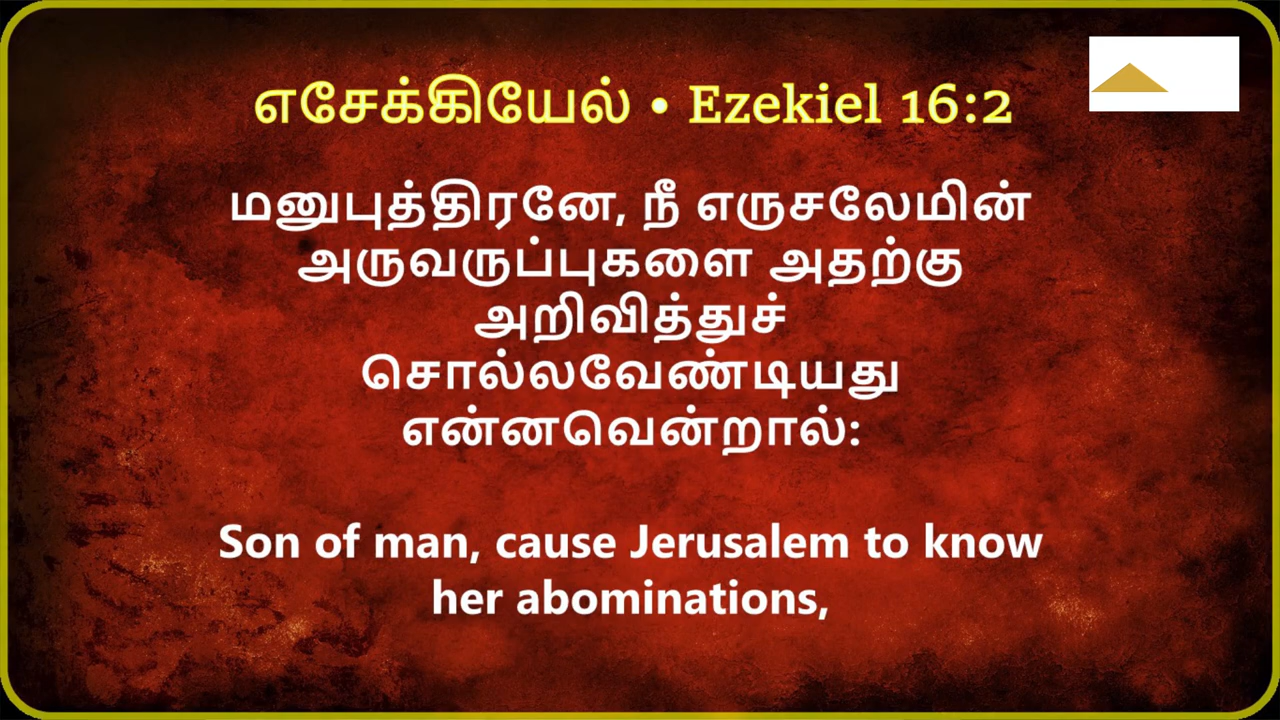 எசேக்கியேல் • Ezekiel 16:2
மனுபுத்திரனே, நீ எருசலேமின்
அருவருப்புகளை அதற்கு
அறிவித்துச்
சொல்லவேண்டியது
என்னவென்றால்:
Son of man, cause Jerusalem to know
her abominations,